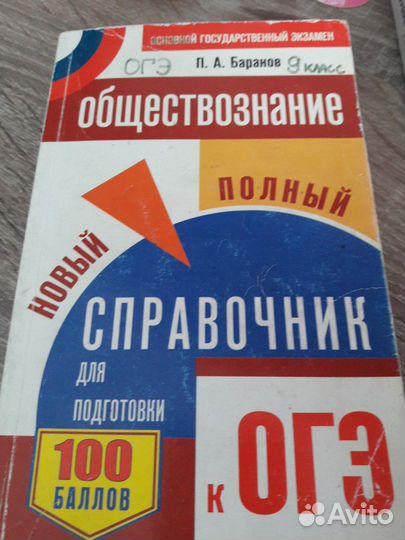 ОСНОВНОЙ ГОСУДАРСТВЕННЫЙ ЭКЗАМЕН
ОГЭ П. А. Баранов 9 класс
ОБЩЕСТВОЗНАНИЕ
НОВЫЙ
ПОЛНЫЙ
СПРАВОЧНИК
ДЛЯ
ПОДГОТОВКИ
100
БАЛЛОВ
К ОГЭ
Avito